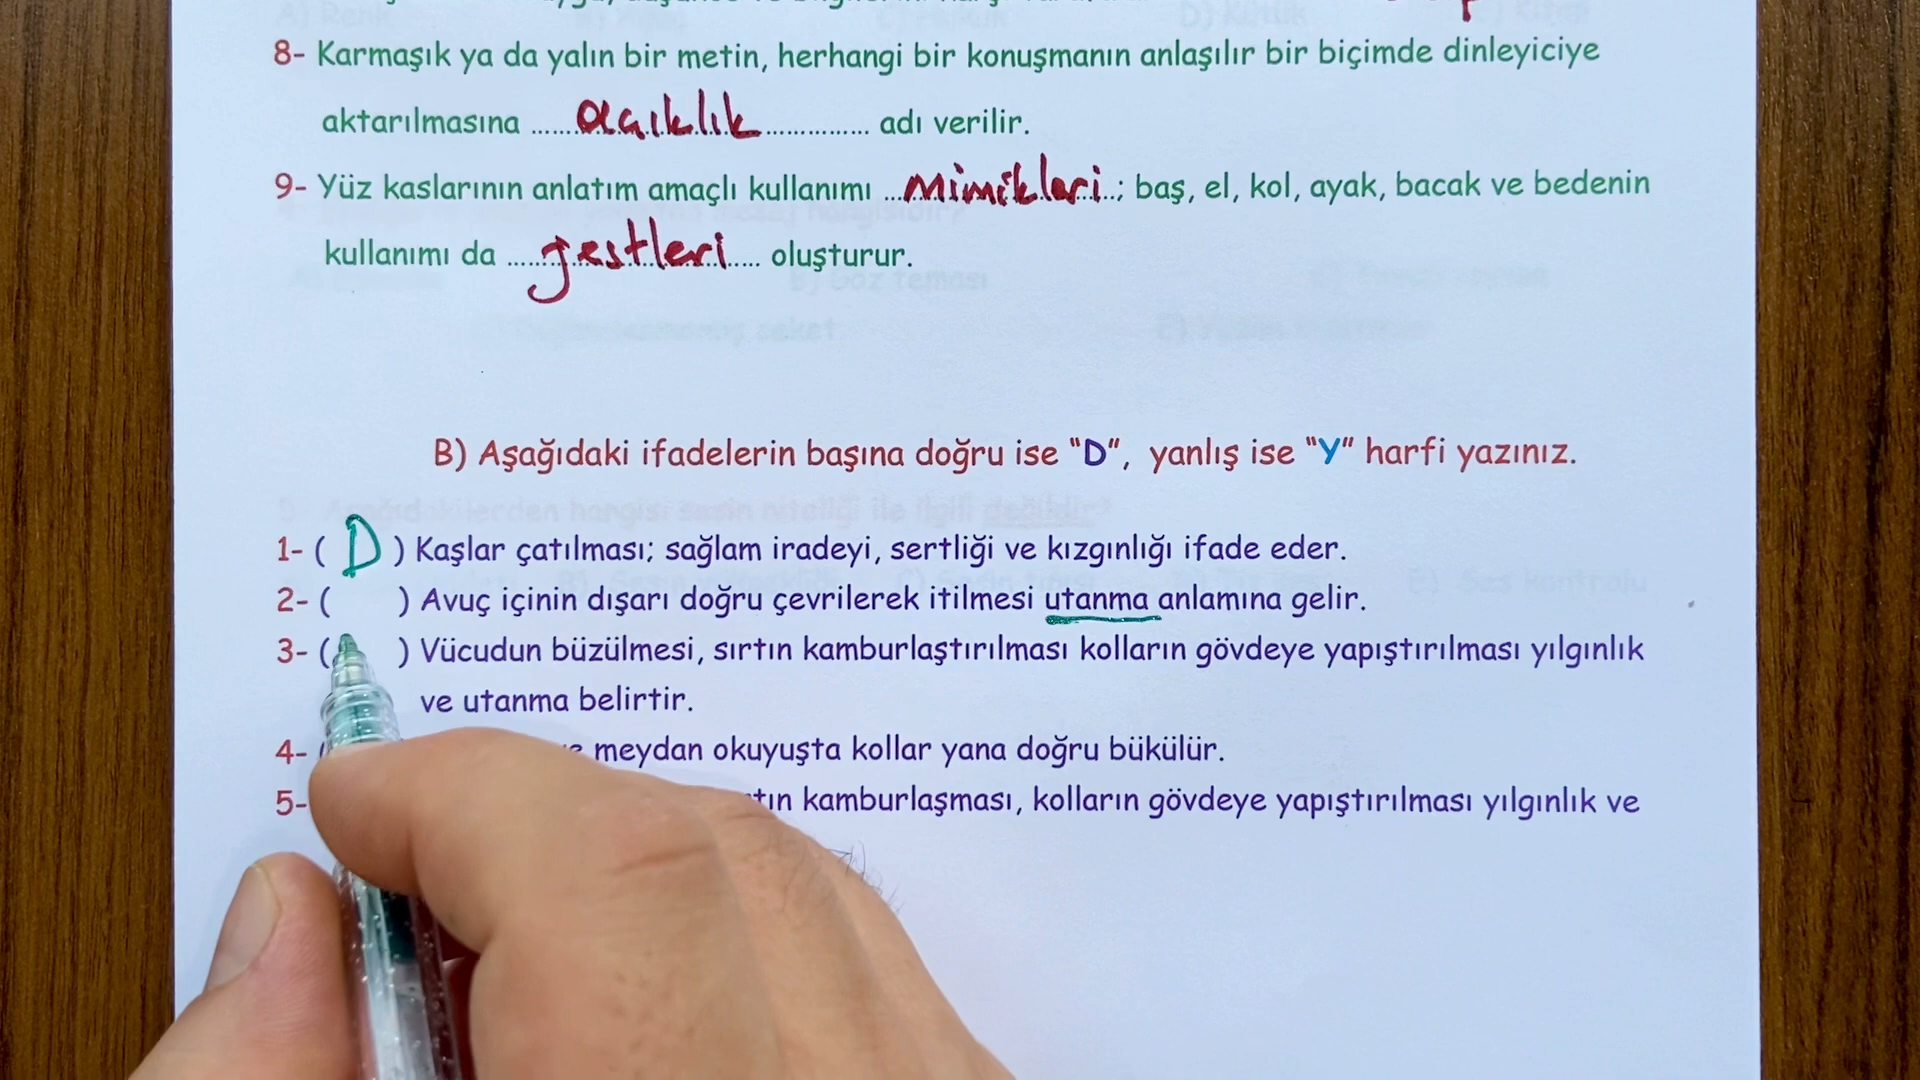 8- Karmaşık ya da yalın bir metin, herhangi bir konuşmanın anlaşılır bir biçimde dinleyiciye
aktarılmasına ......açıklık................ adı verilir.
9- Yüz kaslarının anlatım amaçlı kullanımı ...mimikleri...; baş, el, kol, ayak, bacak ve bedenin
kullanımı da ......jestleri...... oluşturur.
B) Aşağıdaki ifadelerin başına doğru ise "D", yanlış ise "Y" harfi yazınız.
1- ( D ) Kaşlar çatılması; sağlam iradeyi, sertliği ve kızgınlığı ifade eder.
2- ( ) Avuç içinin dışarı doğru çevrilerek itilmesi utanma anlamına gelir.
3- ( ) Vücudun büzülmesi, sırtın kamburlaştırılması kolların gövdeye yapıştırılması yılgınlık
ve utanma belirtir.
4- ( meydan okuyuşta kollar yana doğru bükülür.
5- kamburlaşması, kolların gövdeye yapıştırılması yılgınlık ve